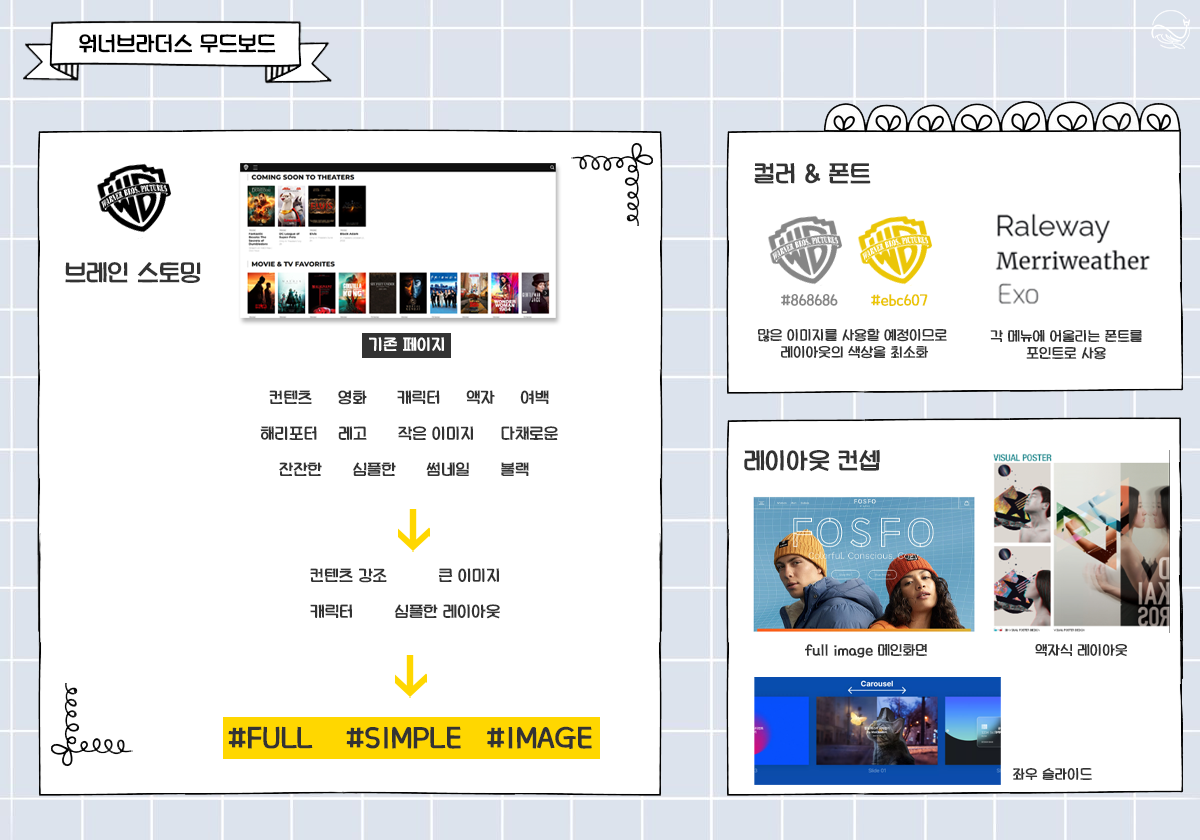 워너브라더스 무드보드
WARNER BROS. PICTURES
브레인 스토밍
COMING SOON TO THEATERS
MOVIE & TV FAVORITES
기존 페이지
컨텐츠 영화 캐릭터 액자 여백
해리포터 레고 작은 이미지 다채로운
잔잔한 심플한 썸네일 블랙
컨텐츠 강조 큰 이미지
캐릭터 심플한 레이아웃
#FULL #SIMPLE #IMAGE
컬러 & 폰트
WARNER BROS. PICTURES
WARNER BROS. PICTURES
#868686 #ebc607
많은 이미지를 사용할 예정이므로
레이아웃의 색상을 최소화
Raleway
Merriweather
Exo
각 메뉴에 어울리는 폰트를
포인트로 사용
레이아웃 컨셉
FOSFO
FOSFO
Colorful. Conscious. Cozy.
full image 메인화면
VISUAL POSTER
액자식 레이아웃
Carousel
Slide 01
좌우 슬라이드